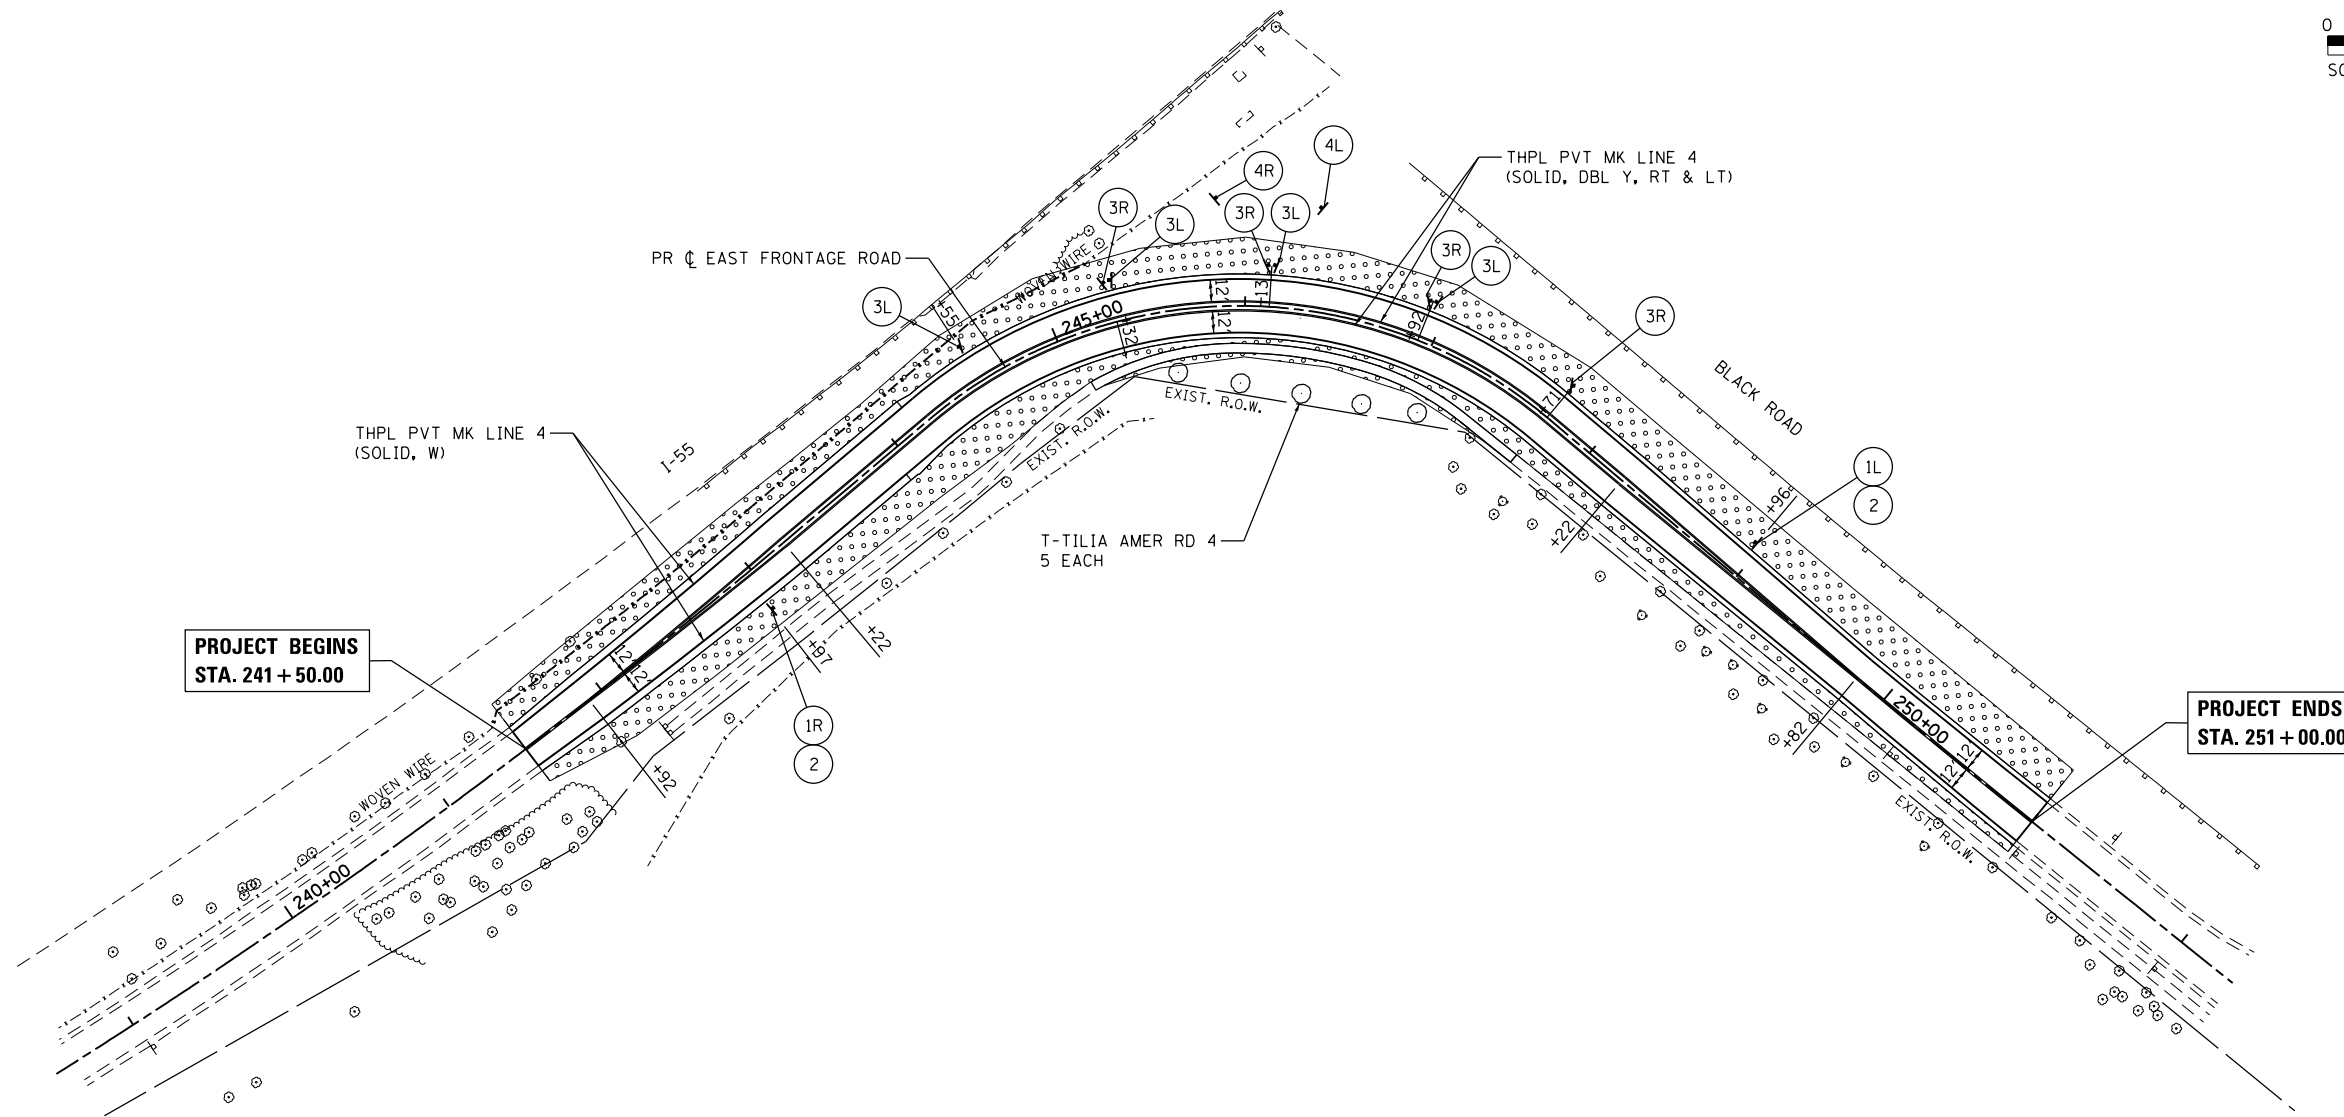 0
4L
4R
THPL PVT MK LINE 4
(SOLID, DBL Y, RT & LT)
3R
3L
3R
3L
PR ℄ EAST FRONTAGE ROAD
WOVEN WIRE
3R
3L
3L
+55
245+00
+32
12'
12'
+13
+92
3R
BLACK ROAD
+71
EXIST. R.O.W.
EXIST. R.O.W.
THPL PVT MK LINE 4
(SOLID, W)
I-55
1L
2
+96
+22
T-TILIA AMER RD 4
5 EACH
PROJECT BEGINS
STA. 241+50.00
12'
12'
+22
+97
1R
2
+92
WOVEN WIRE
240+00
+82
250+00
12'
12'
PROJECT ENDS
STA. 251+00.00
EXIST. R.O.W.